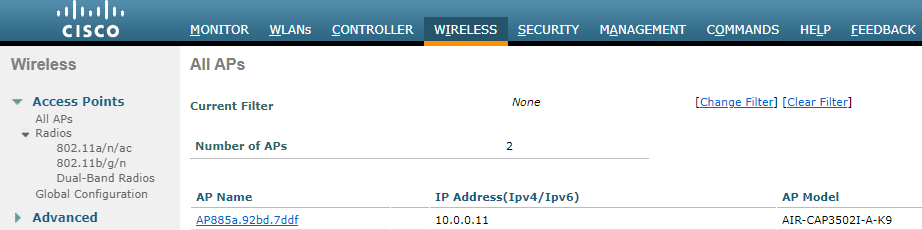 CISCO
MONITOR WLANs CONTROLLER WIRELESS SECURITY MANAGEMENT COMMANDS HELP FEEDBACK
Wireless
Access Points
All APs
Radios
802.11a/n/ac
802.11b/g/n
Dual-Band Radios
Global Configuration
Advanced
All APs
Current Filter None [Change Filter] [Clear Filter]
Number of APs 2
AP Name IP Address(Ipv4/Ipv6) AP Model
AP885a.92bd.7ddf 10.0.0.11 AIR-CAP3502I-A-K9